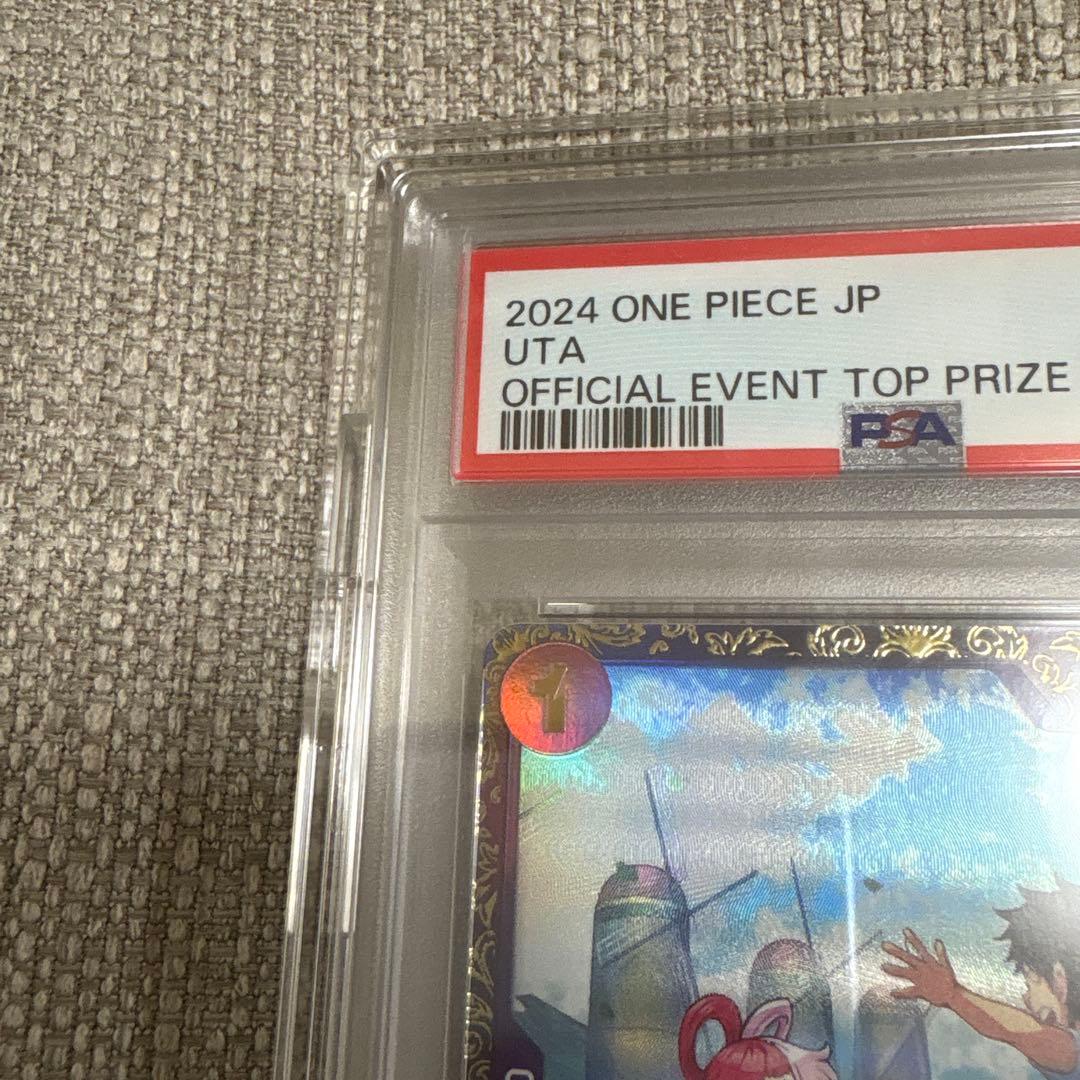 2024 ONE PIECE JP
UTA
OFFICIAL EVENT TOP PRIZE
PSA
1